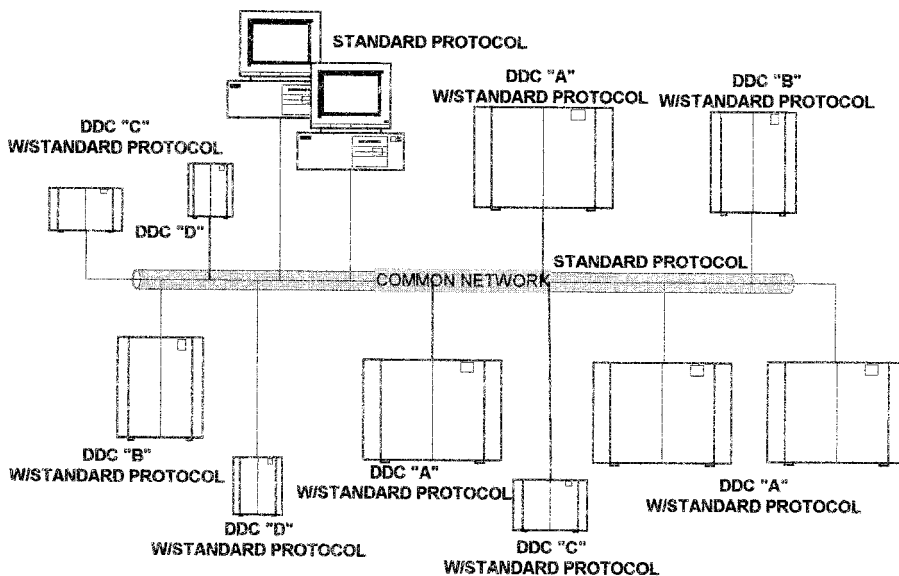 STANDARD PROTOCOL
DDC "A"
W/STANDARD PROTOCOL
DDC "B"
W/STANDARD PROTOCOL
DDC "C"
W/STANDARD PROTOCOL
DDC "D"
STANDARD PROTOCOL
COMMON NETWORK
DDC "B"
W/STANDARD PROTOCOL
DDC "D"
W/STANDARD PROTOCOL
DDC "A"
W/STANDARD PROTOCOL
DDC "C"
W/STANDARD PROTOCOL
DDC "A"
W/STANDARD PROTOCOL